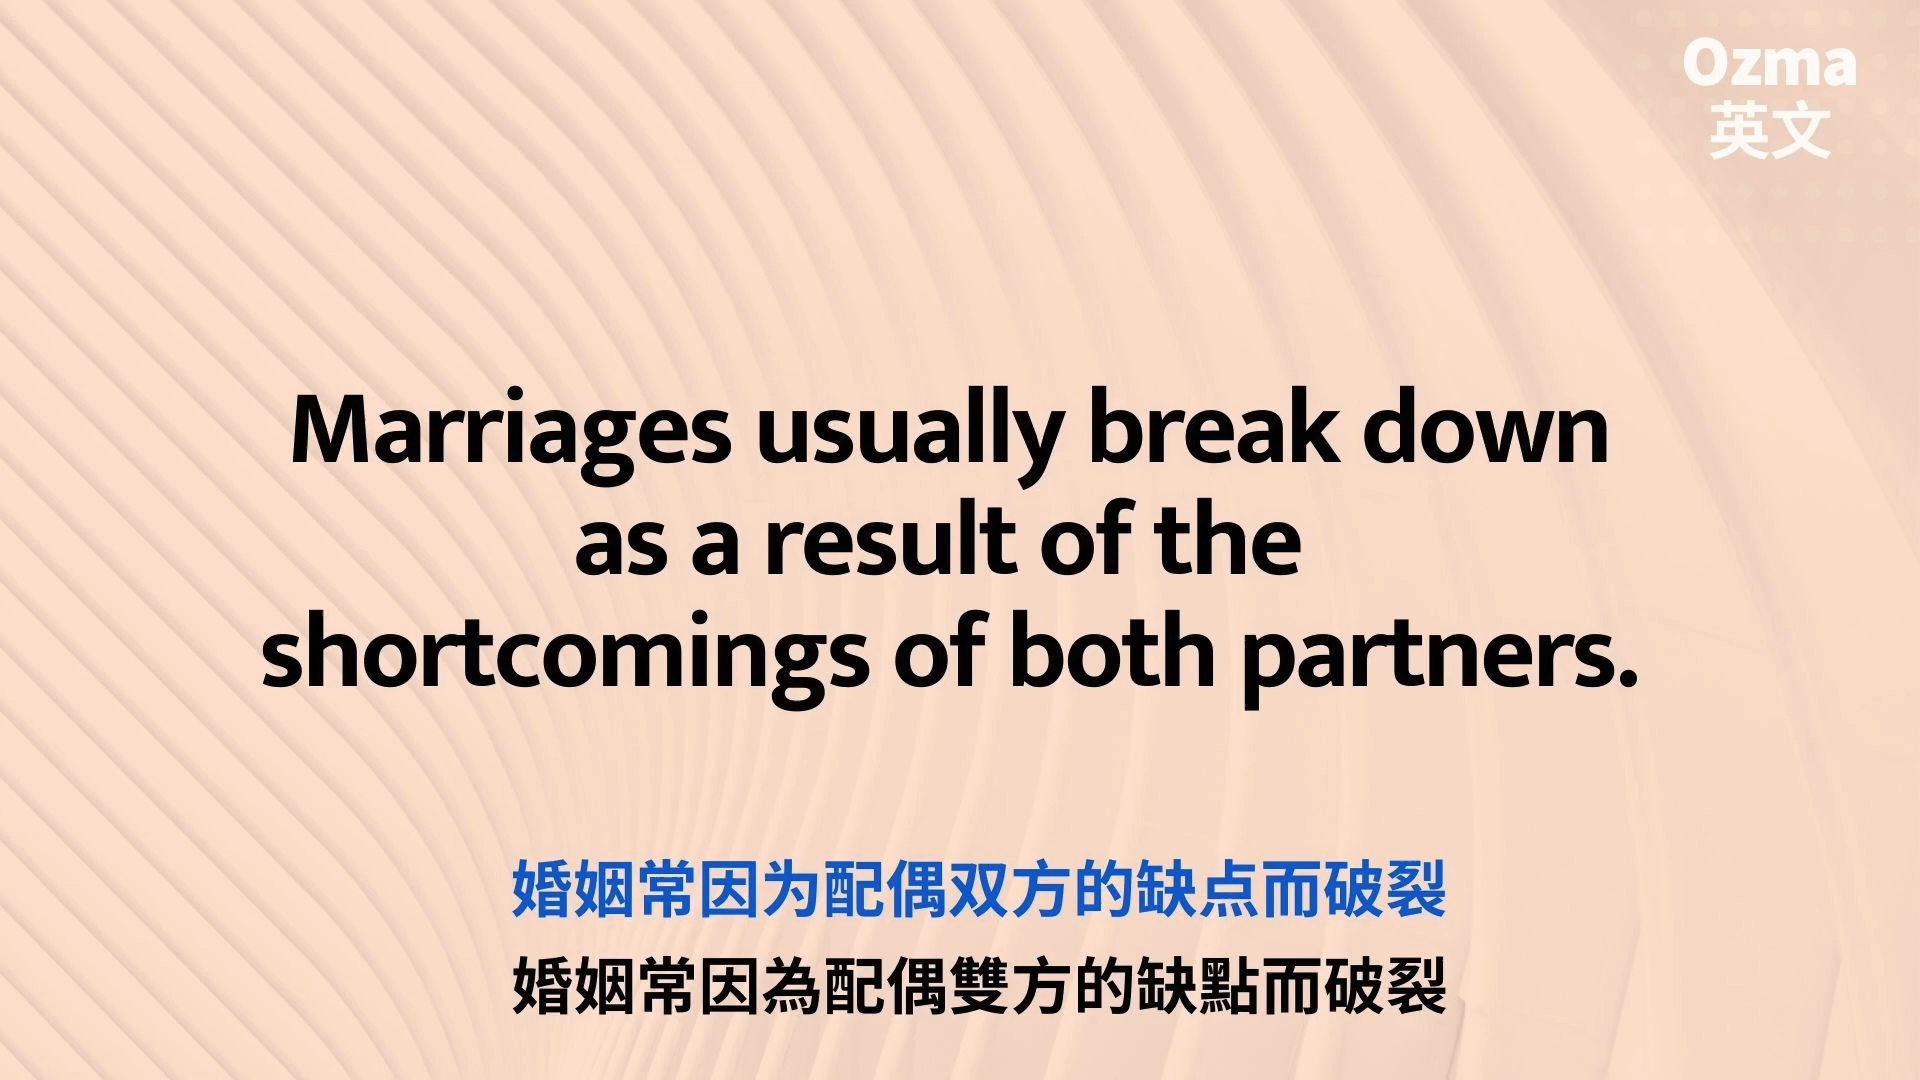 Ozma
英文
Marriages usually break down
as a result of the
shortcomings of both partners.
婚姻常因为配偶双方的缺点而破裂
婚姻常因為配偶雙方的缺點而破裂